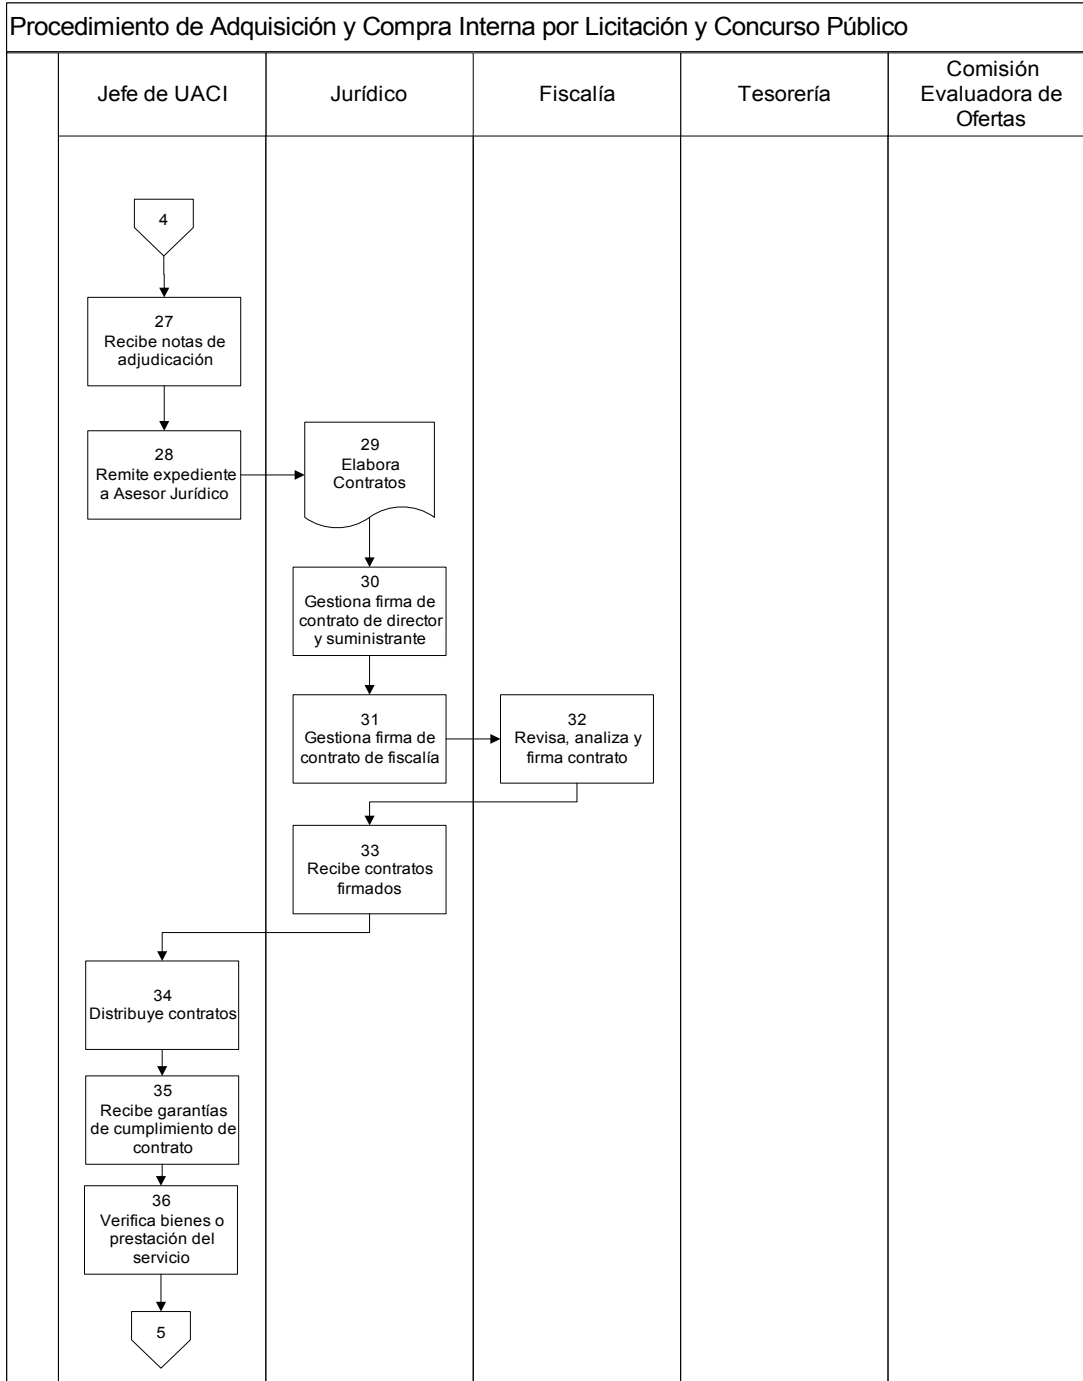 Procedimiento de Adquisición y Compra Interna por Licitación y Concurso Público
Jefe de UACI
Jurídico
Fiscalía
Tesorería
Comisión
Evaluadora de
Ofertas
4
27
Recibe notas de
adjudicación
28
Remite expediente
a Asesor Jurídico
29
Elabora
Contratos
30
Gestiona firma de
contrato de director
y suministrante
31
Gestiona firma de
contrato de fiscalía
32
Revisa, analiza y
firma contrato
33
Recibe contratos
firmados
34
Distribuye contratos
35
Recibe garantías
de cumplimiento de
contrato
36
Verifica bienes o
prestación del
servicio
5